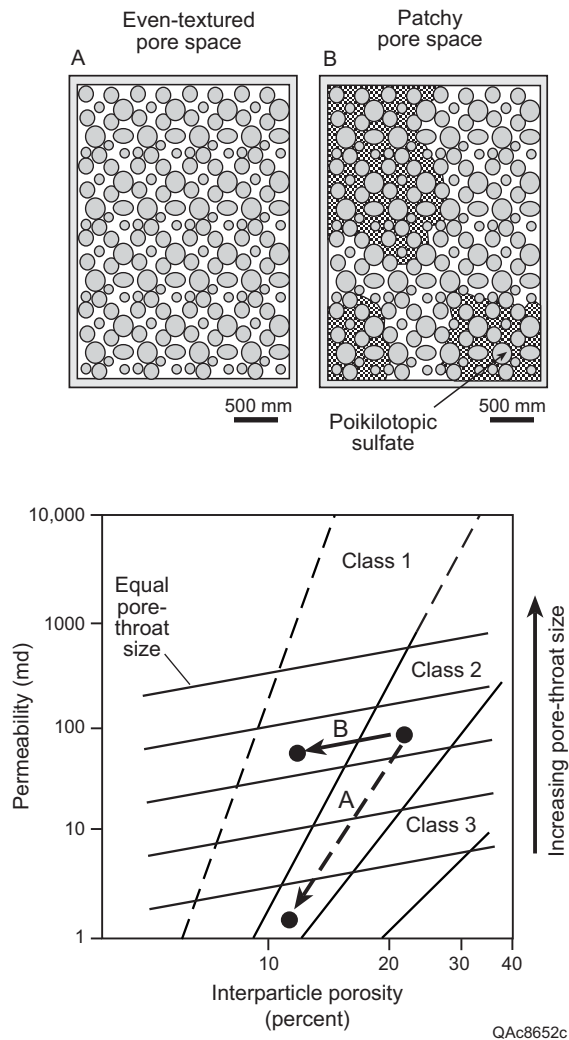 Even-textured
pore space
Patchy
pore space
A
B
500 mm
500 mm
Poikilotopic
sulfate
10,000
1000
100
10
1
Permeability (md)
Equal
pore-
throat
size
Class 1
Class 2
Class 3
B
A
Increasing pore-throat size
10
20
30
40
Interparticle porosity
(percent)
QAc8652c